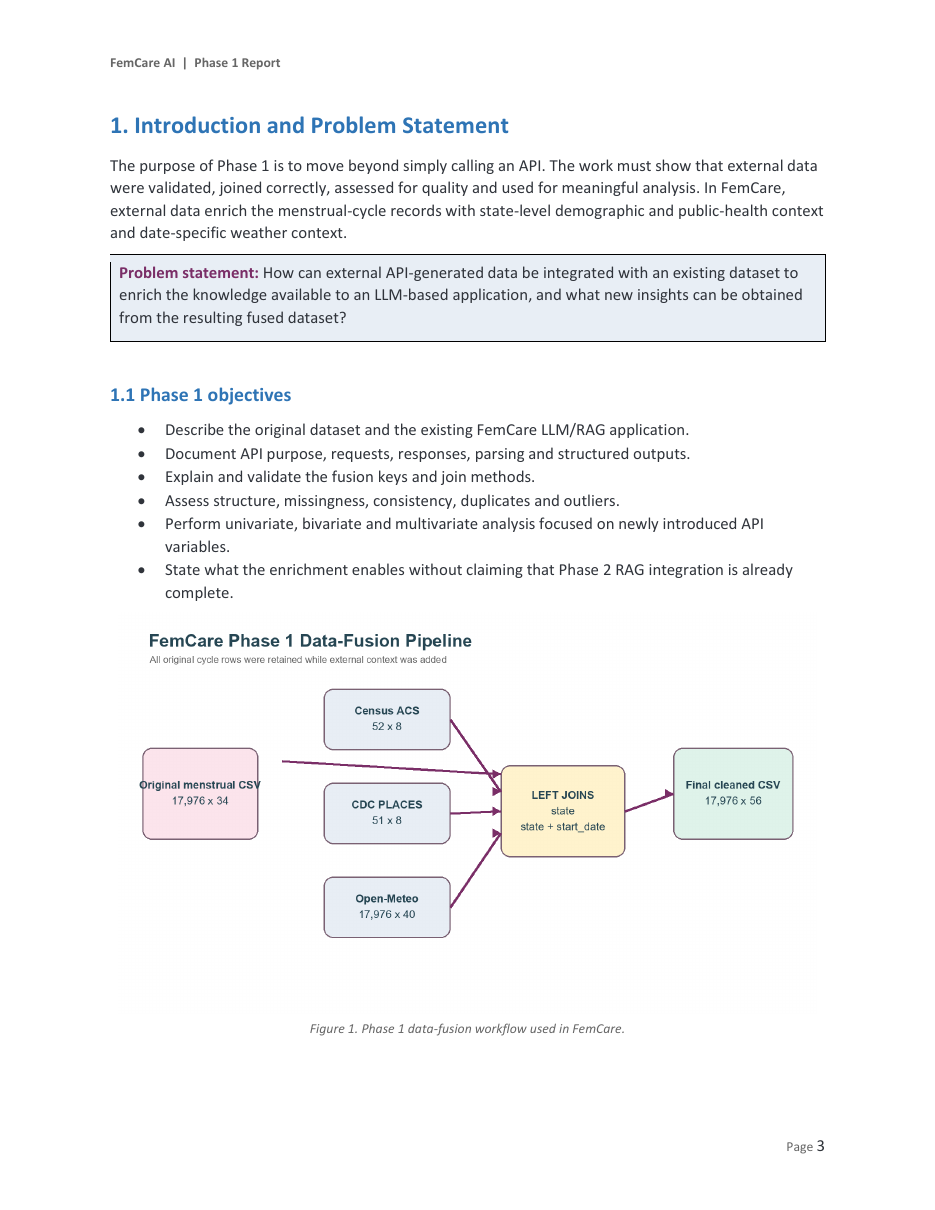 FemCare AI | Phase 1 Report
1. Introduction and Problem Statement
The purpose of Phase 1 is to move beyond simply calling an API. The work must show that external data
were validated, joined correctly, assessed for quality and used for meaningful analysis. In FemCare,
external data enrich the menstrual-cycle records with state-level demographic and public-health context
and date-specific weather context.
Problem statement: How can external API-generated data be integrated with an existing dataset to
enrich the knowledge available to an LLM-based application, and what new insights can be obtained
from the resulting fused dataset?
1.1 Phase 1 objectives
• Describe the original dataset and the existing FemCare LLM/RAG application.
• Document API purpose, requests, responses, parsing and structured outputs.
• Explain and validate the fusion keys and join methods.
• Assess structure, missingness, consistency, duplicates and outliers.
• Perform univariate, bivariate and multivariate analysis focused on newly introduced API
variables.
• State what the enrichment enables without claiming that Phase 2 RAG integration is already
complete.
FemCare Phase 1 Data-Fusion Pipeline
All original cycle rows were retained while external context was added
Original menstrual CSV
17,976 x 34
Census ACS
52 x 8
CDC PLACES
51 x 8
Open-Meteo
17,976 x 40
LEFT JOINS
state
state + start_date
Final cleaned CSV
17,976 x 56
Figure 1. Phase 1 data-fusion workflow used in FemCare.
Page 3